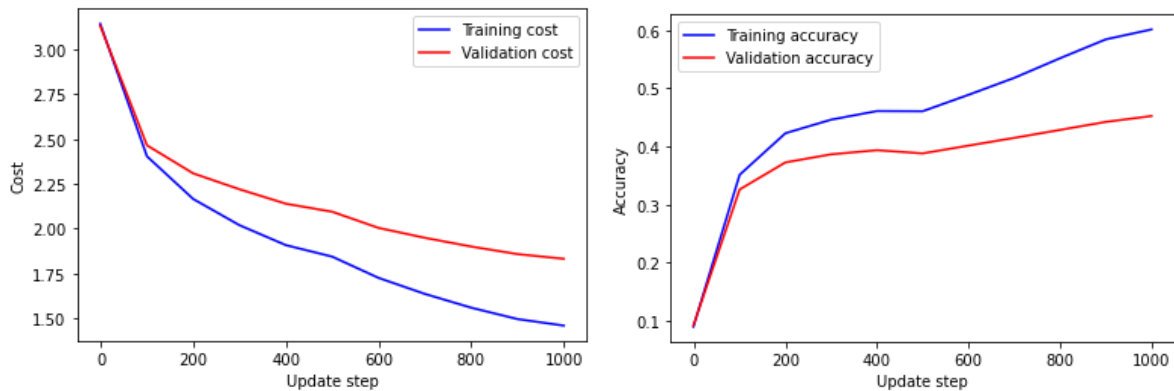 3.00
2.75
2.50
2.25
2.00
1.75
1.50
Cost
0 200 400 600 800 1000
Update step
Training cost
Validation cost
0.6
0.5
0.4
0.3
0.2
0.1
Accuracy
0 200 400 600 800 1000
Update step
Training accuracy
Validation accuracy